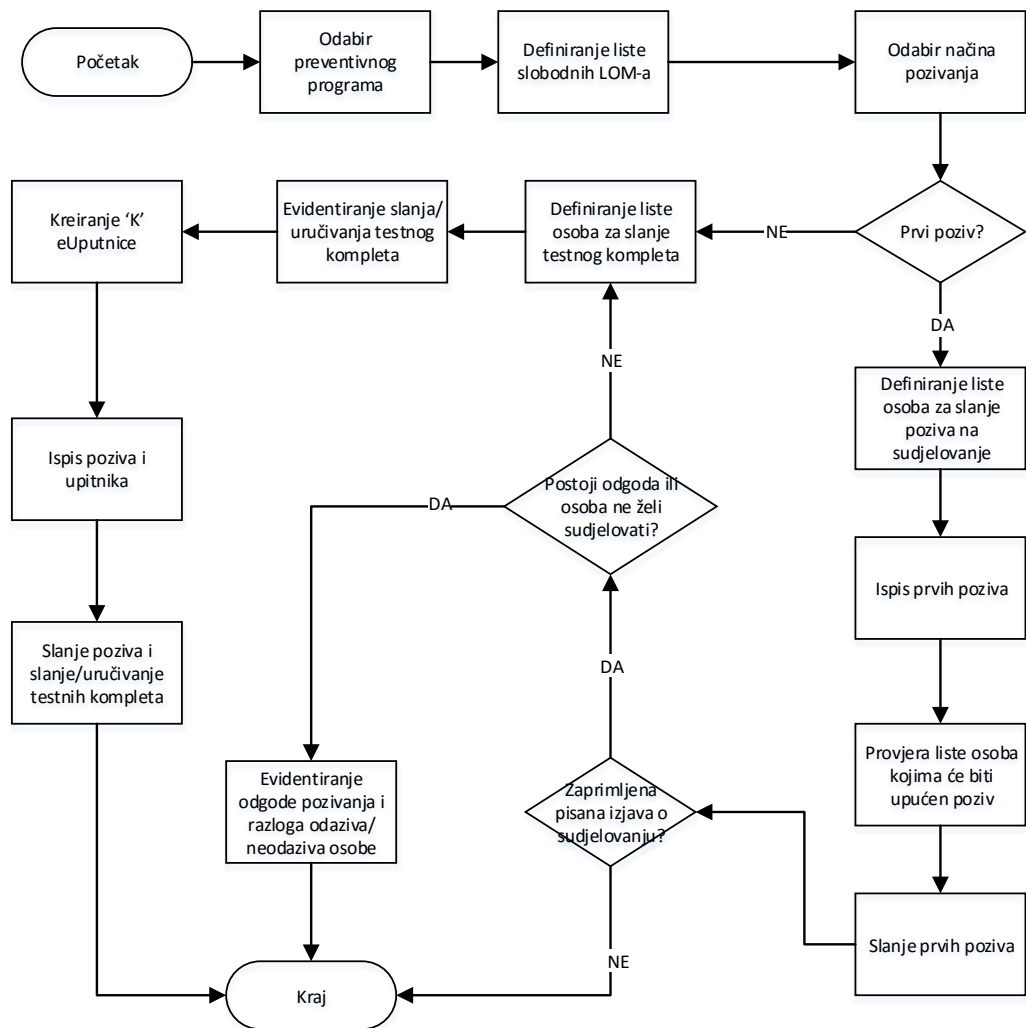 Početak
Odabir
preventivnog
programa
Definiranje liste
slobodnih LOM-a
Odabir načina
pozivanja
Kreiranje ‘K’
eUputnice
Evidentiranje slanja/
uručivanja testnog
kompleta
Definiranje liste
osoba za slanje
testnog kompleta
NE
Prvi poziv?
DA
NE
Definiranje liste
osoba za slanje
poziva na
sudjelovanje
Ispis poziva i
upitnika
DA
Postoji odgoda ili
osoba ne želi
sudjelovati?
Ispis prvih poziva
Slanje poziva i
slanje/uručivanje
testnih kompleta
DA
Evidentiranje
odgode pozivanja i
razloga odaziva/
neodaziva osobe
Zaprimljena
pisana izjava o
sudjelovanju?
Provjera liste osoba
kojima će biti
upućen poziv
NE
Slanje prvih poziva
Kraj